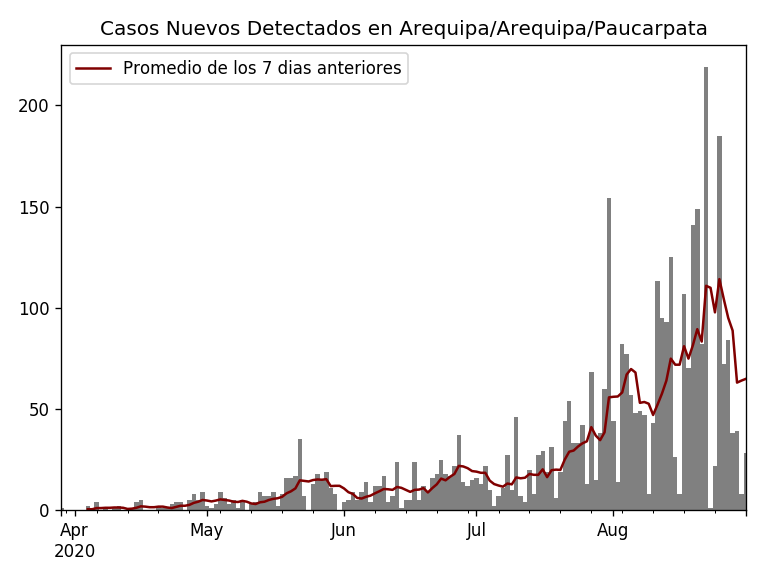 Casos Nuevos Detectados en Arequipa/Arequipa/Paucarpata
Promedio de los 7 dias anteriores
200
150
100
50
0
Apr May Jun Jul Aug
2020